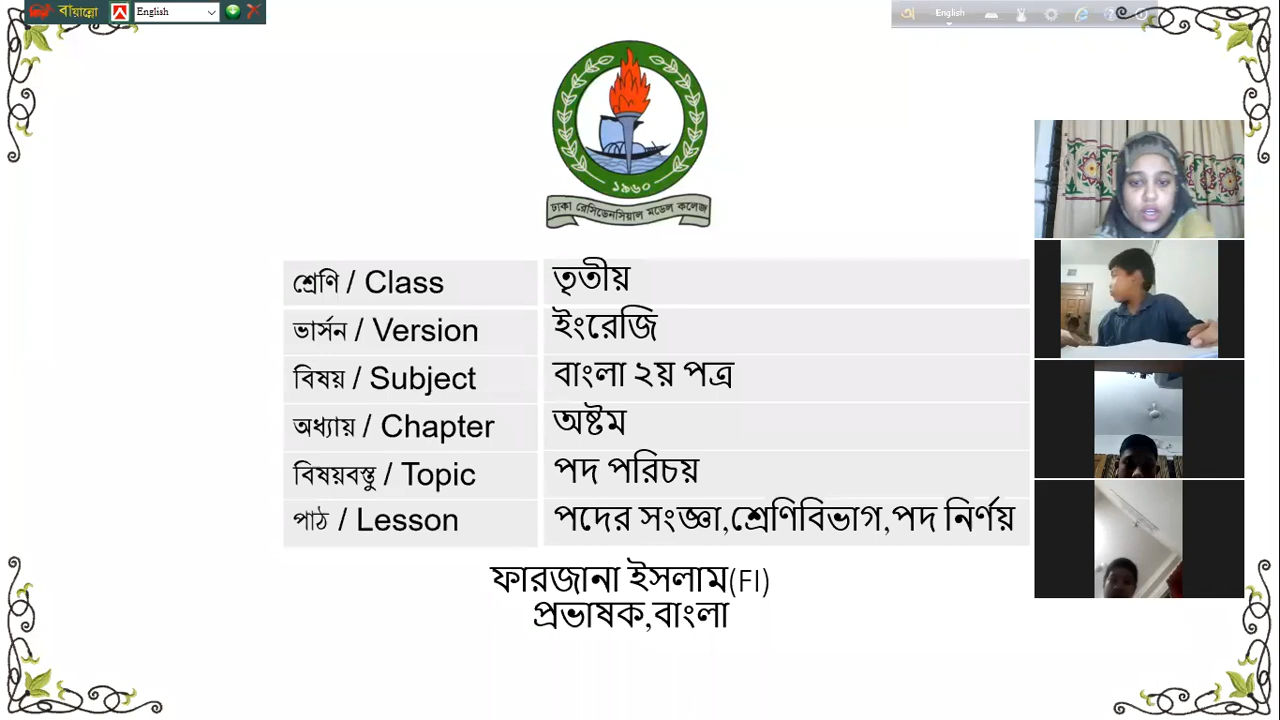 বায়ান্নো English
অ English
১৯৬০
ঢাকা রেসিডেনসিয়াল মডেল কলেজ
শ্রেণি / Class তৃতীয়
ভার্সন / Version ইংরেজি
বিষয় / Subject বাংলা ২য় পত্র
অধ্যায় / Chapter অষ্টম
বিষয়বস্তু / Topic পদ পরিচয়
পাঠ / Lesson পদের সংজ্ঞা,শ্রেণিবিভাগ,পদ নির্ণয়
ফারজানা ইসলাম(FI)
প্রভাষক,বাংলা